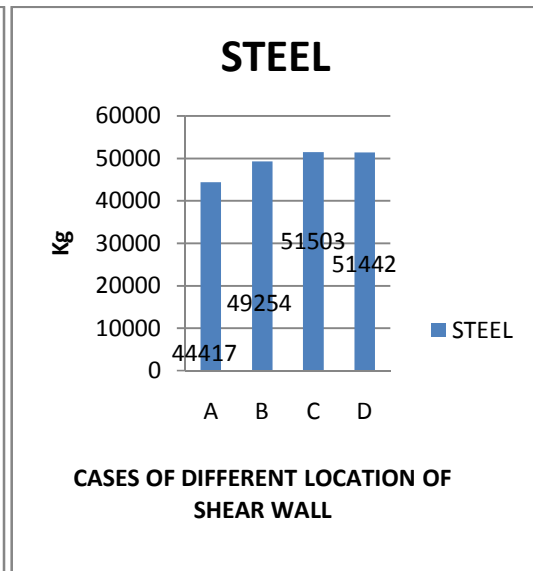 STEEL
60000
50000
40000
30000
20000
10000
0
Kg
44417
49254
51503
51442
A B C D
STEEL
CASES OF DIFFERENT LOCATION OF
SHEAR WALL